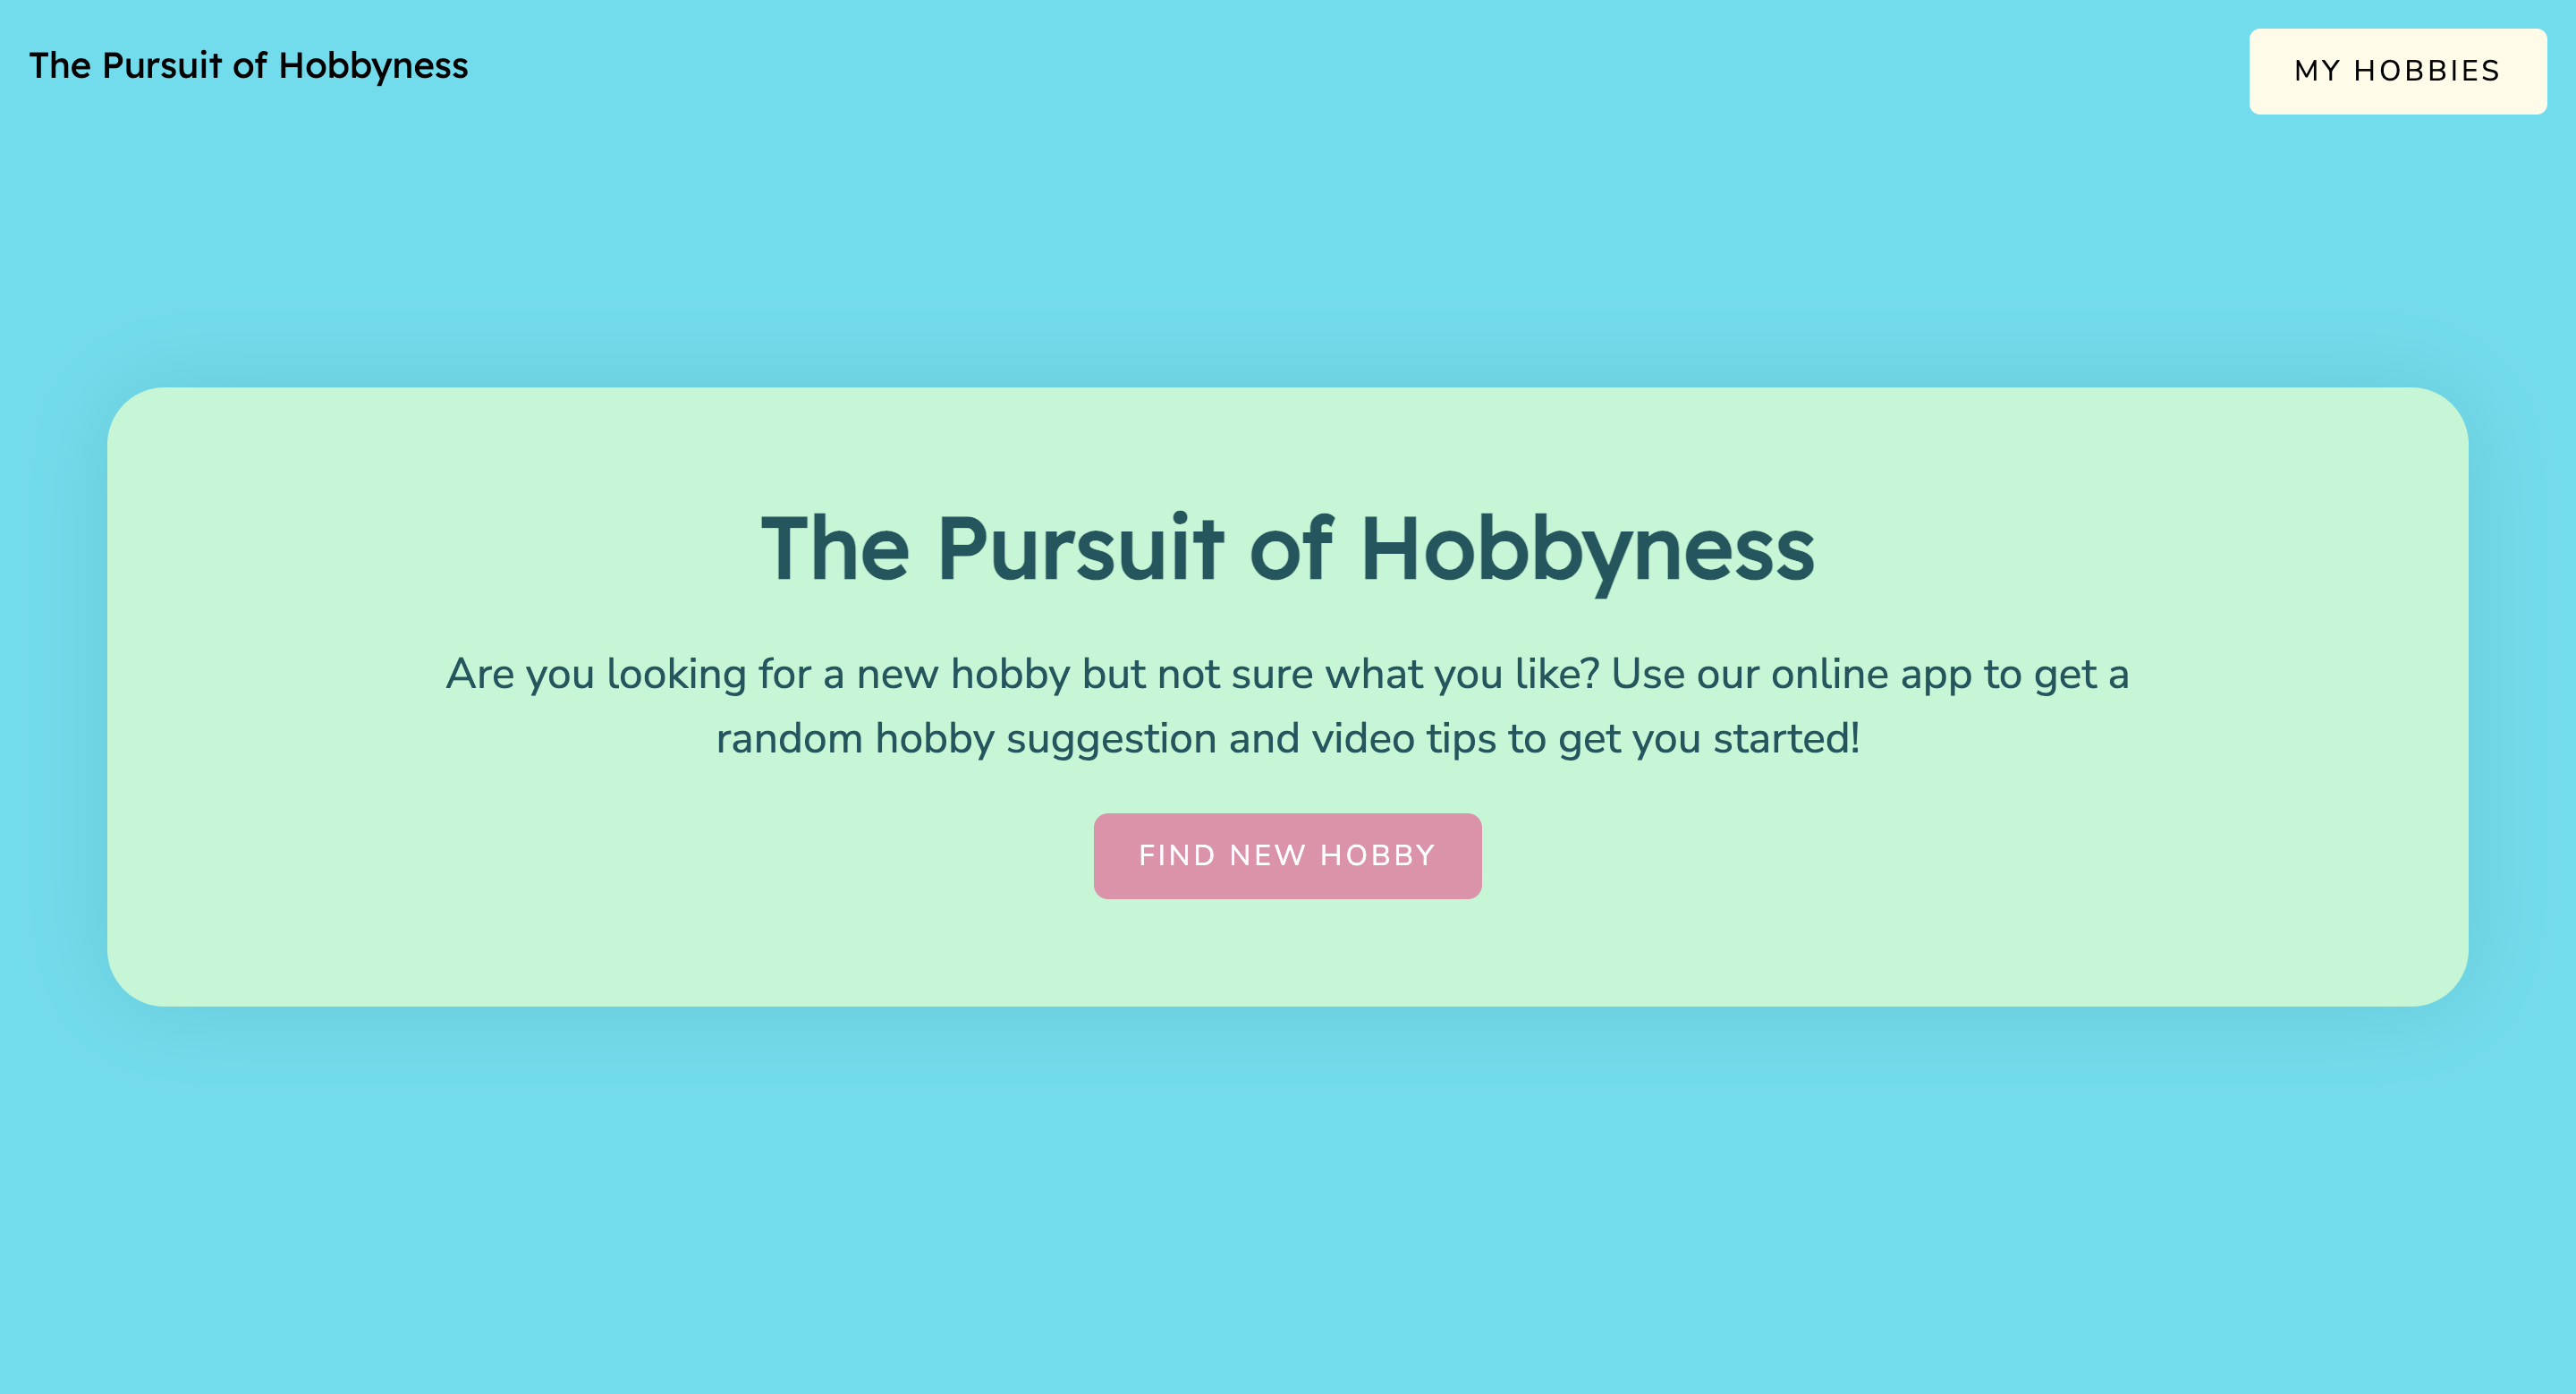 The Pursuit of Hobbyness
MY HOBBIES
The Pursuit of Hobbyness
Are you looking for a new hobby but not sure what you like? Use our online app to get a
random hobby suggestion and video tips to get you started!
FIND NEW HOBBY